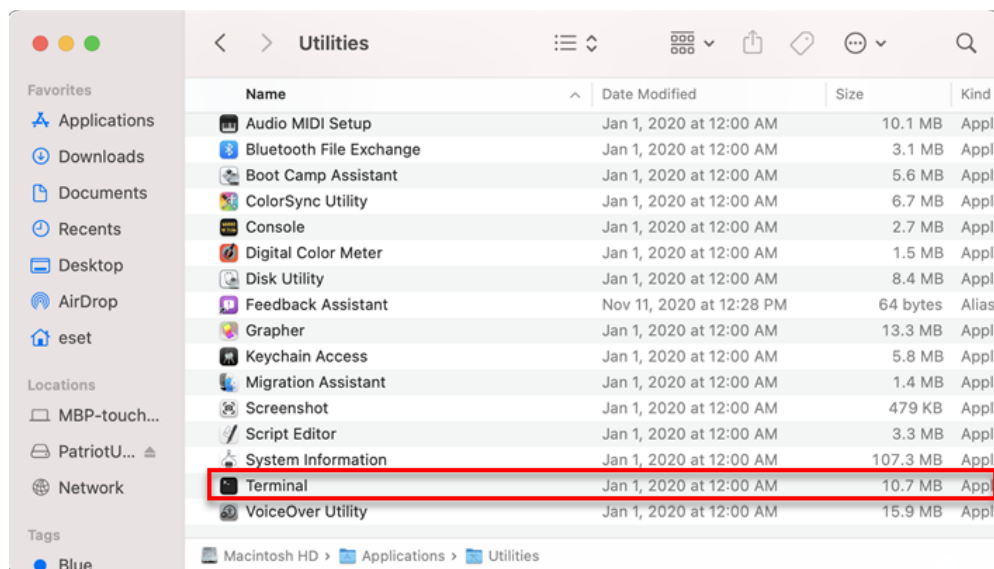 Utilities
Favorites
Applications
Downloads
Documents
Recents
Desktop
AirDrop
eset
Locations
MBP-touch...
PatriotU...
Network
Tags
Blue
Name Date Modified Size Kind
Audio MIDI Setup Jan 1, 2020 at 12:00 AM 10.1 MB Appl
Bluetooth File Exchange Jan 1, 2020 at 12:00 AM 3.1 MB Appl
Boot Camp Assistant Jan 1, 2020 at 12:00 AM 5.6 MB Appl
ColorSync Utility Jan 1, 2020 at 12:00 AM 6.7 MB Appl
Console Jan 1, 2020 at 12:00 AM 2.7 MB Appl
Digital Color Meter Jan 1, 2020 at 12:00 AM 1.5 MB Appl
Disk Utility Jan 1, 2020 at 12:00 AM 8.4 MB Appl
Feedback Assistant Nov 11, 2020 at 12:28 PM 64 bytes Alias
Grapher Jan 1, 2020 at 12:00 AM 13.3 MB Appl
Keychain Access Jan 1, 2020 at 12:00 AM 5.8 MB Appl
Migration Assistant Jan 1, 2020 at 12:00 AM 1.4 MB Appl
Screenshot Jan 1, 2020 at 12:00 AM 479 KB Appl
Script Editor Jan 1, 2020 at 12:00 AM 3.3 MB Appl
System Information Jan 1, 2020 at 12:00 AM 107.3 MB Appl
Terminal Jan 1, 2020 at 12:00 AM 10.7 MB Appl
VoiceOver Utility Jan 1, 2020 at 12:00 AM 15.9 MB Appl
Macintosh HD › Applications › Utilities